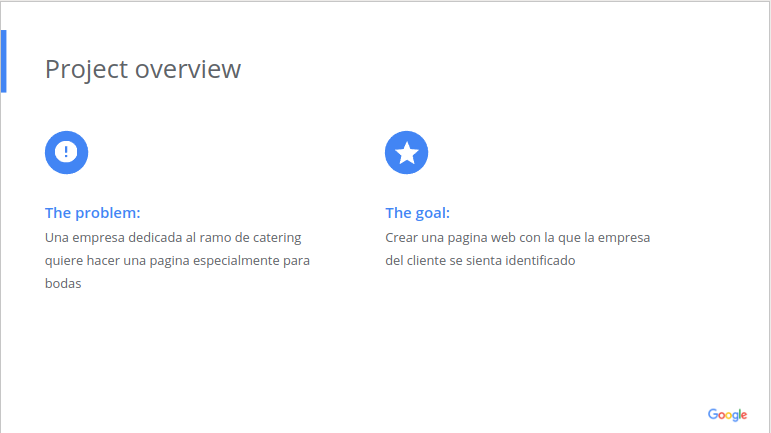 Project overview
The problem:
Una empresa dedicada al ramo de catering
quiere hacer una pagina especialmente para
bodas
The goal:
Crear una pagina web con la que la empresa
del cliente se sienta identificado
Google